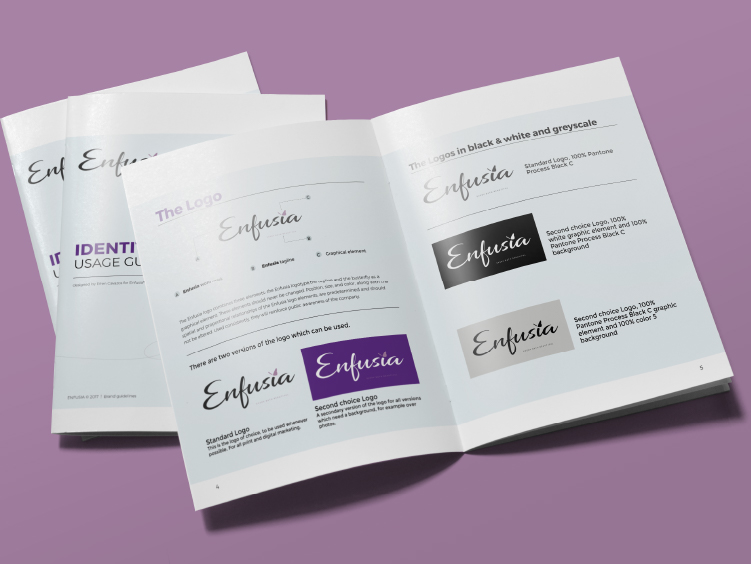 Enf
Enfus
IDENTI
USAGE GU
Enfusia © 2017 | Brand guidelines
The Logo
Enfusia
Enfusia tagline
Graphical element
There are two versions of the logo which can be used.
Enfusia
Enfusia
Standard Logo
This is the logo of choice, to be used whenever
possible. For all print and digital marketing.
Second choice Logo
A secondary version of the logo for all versions
which need a background, for example over
photos.
4
The Logos in black & white and greyscale
Enfusia
Standard Logo, 100% Pantone
Process Black C
Enfusia
Second choice Logo, 100%
white graphic element and 100%
Pantone Process Black C
background
Enfusia
Second choice Logo, 100%
Pantone Process Black C graphic
element and 100% color 5
background
5